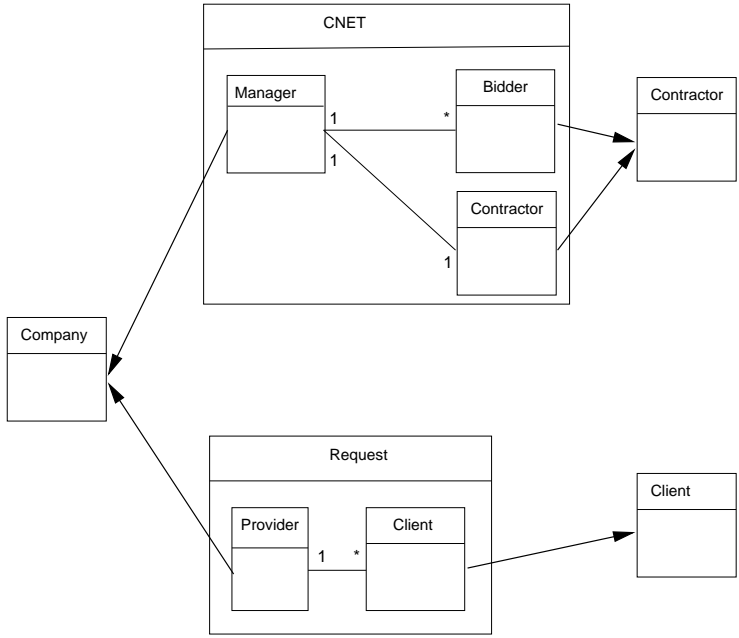 CNET
Manager
Bidder
Contractor
1
*
1
Contractor
1
Company
Request
Client
Provider
Client
1
*